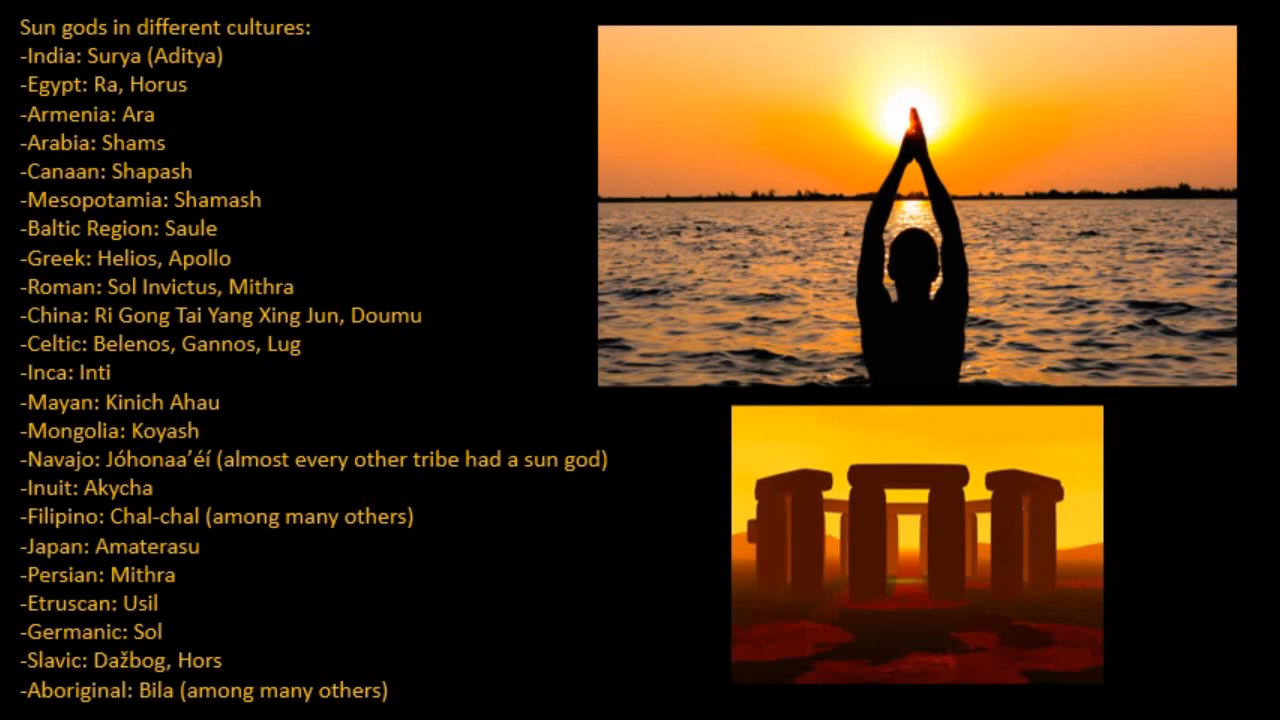 Sun gods in different cultures:
-India: Surya (Aditya)
-Egypt: Ra, Horus
-Armenia: Ara
-Arabia: Shams
-Canaan: Shapash
-Mesopotamia: Shamash
-Baltic Region: Saule
-Greek: Helios, Apollo
-Roman: Sol Invictus, Mithra
-China: Ri Gong Tai Yang Xing Jun, Doumu
-Celtic: Belenos, Gannos, Lug
-Inca: Inti
-Mayan: Kinich Ahau
-Mongolia: Koyash
-Navajo: Jóhonaa’éí (almost every other tribe had a sun god)
-Inuit: Akycha
-Filipino: Chal-chal (among many others)
-Japan: Amaterasu
-Persian: Mithra
-Etruscan: Usil
-Germanic: Sol
-Slavic: Dažbog, Hors
-Aboriginal: Bila (among many others)